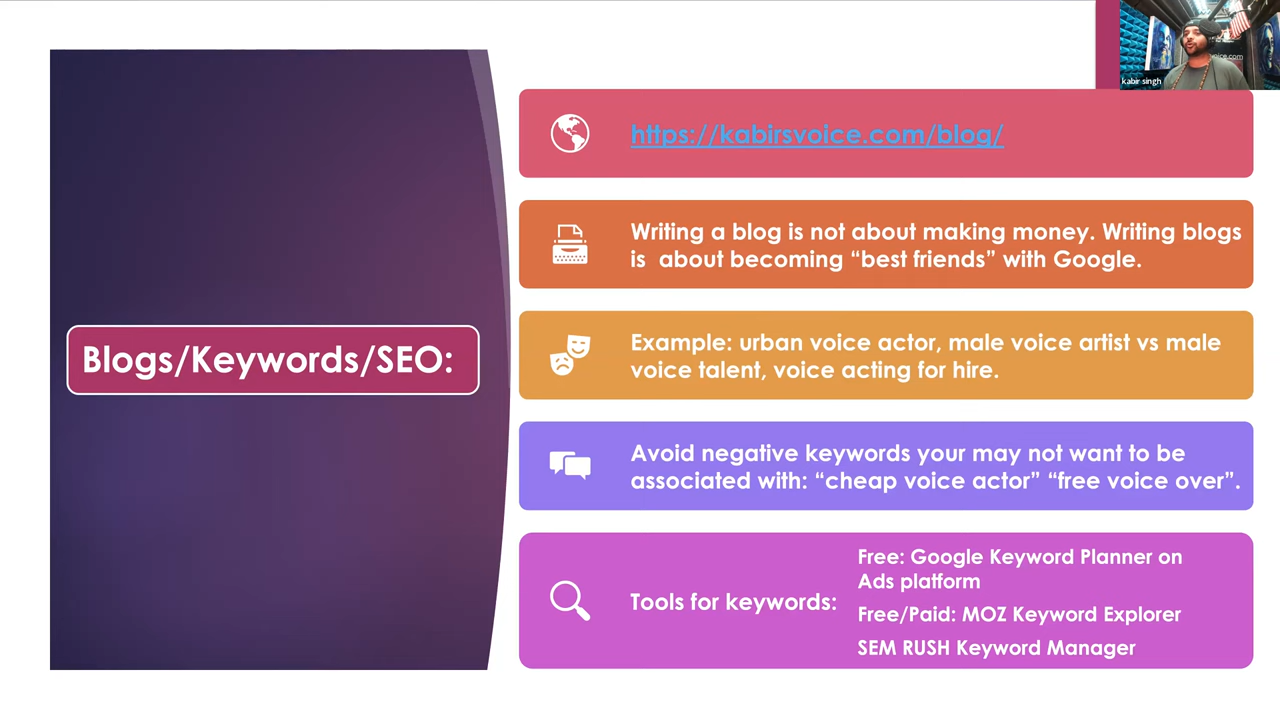 kabir singh
https://kabirsvoice.com/blog/
Writing a blog is not about making money. Writing blogs
is about becoming “best friends” with Google.
Blogs/Keywords/SEO:
Example: urban voice actor, male voice artist vs male
voice talent, voice acting for hire.
Avoid negative keywords your may not want to be
associated with: “cheap voice actor” “free voice over”.
Tools for keywords:
Free: Google Keyword Planner on
Ads platform
Free/Paid: MOZ Keyword Explorer
SEM RUSH Keyword Manager